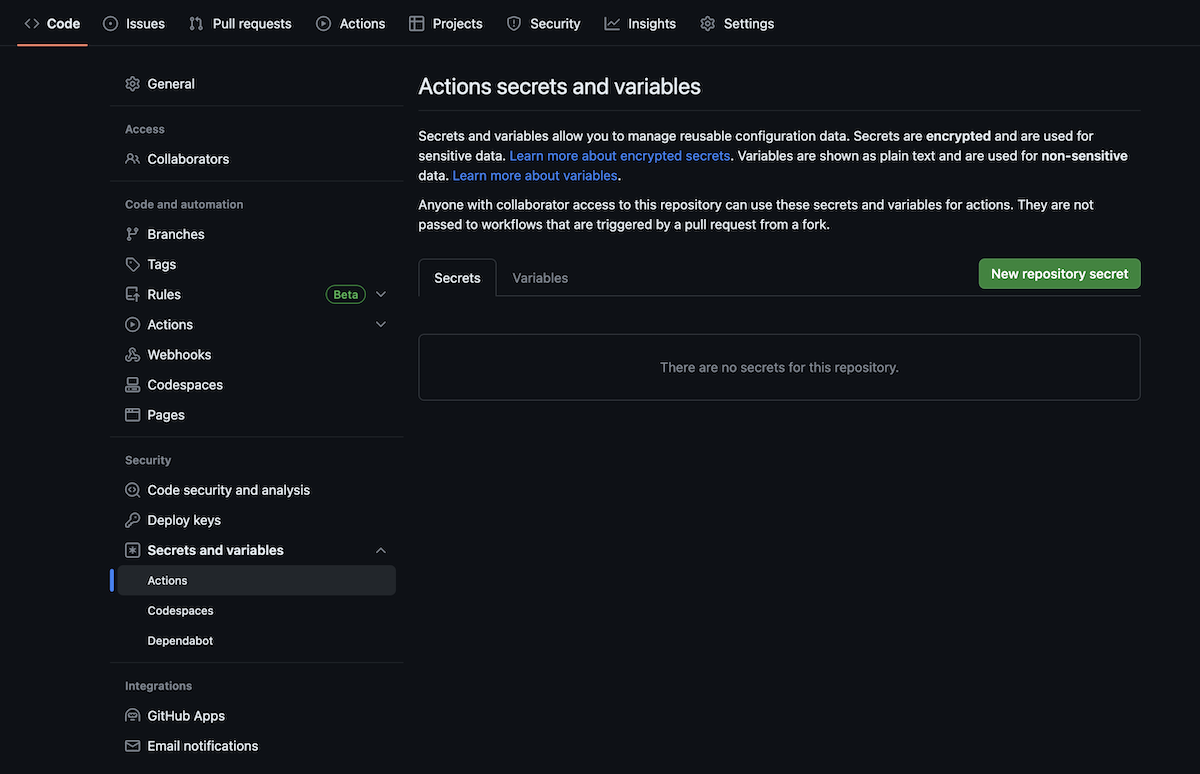 Code Issues Pull requests Actions Projects Security Insights Settings
General
Access
Collaborators
Code and automation
Branches
Tags
Rules Beta
Actions
Webhooks
Codespaces
Pages
Security
Code security and analysis
Deploy keys
Secrets and variables
Actions
Codespaces
Dependabot
Integrations
GitHub Apps
Email notifications
Actions secrets and variables
Secrets and variables allow you to manage reusable configuration data. Secrets are encrypted and are used for
sensitive data. Learn more about encrypted secrets. Variables are shown as plain text and are used for non-sensitive
data. Learn more about variables.
Anyone with collaborator access to this repository can use these secrets and variables for actions. They are not
passed to workflows that are triggered by a pull request from a fork.
Secrets Variables New repository secret
There are no secrets for this repository.